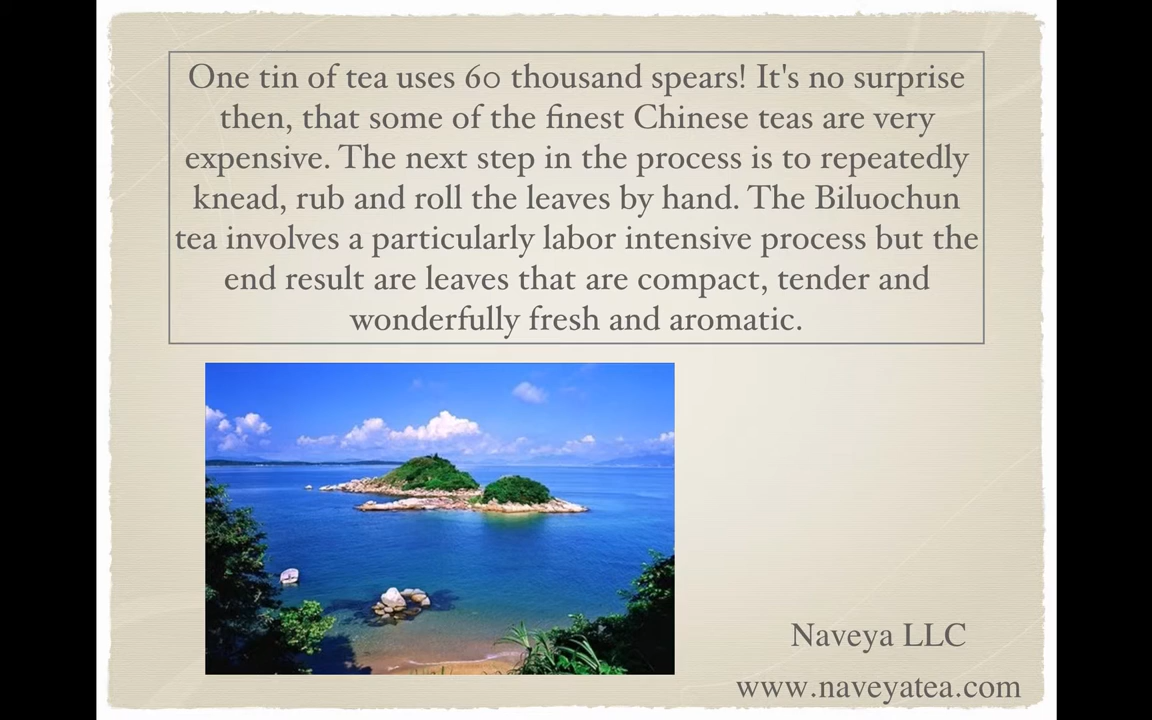 One tin of tea uses 60 thousand spears! It's no surprise
then, that some of the finest Chinese teas are very
expensive. The next step in the process is to repeatedly
knead, rub and roll the leaves by hand. The Biluochun
tea involves a particularly labor intensive process but the
end result are leaves that are compact, tender and
wonderfully fresh and aromatic.
Naveya LLC
www.naveyatea.com